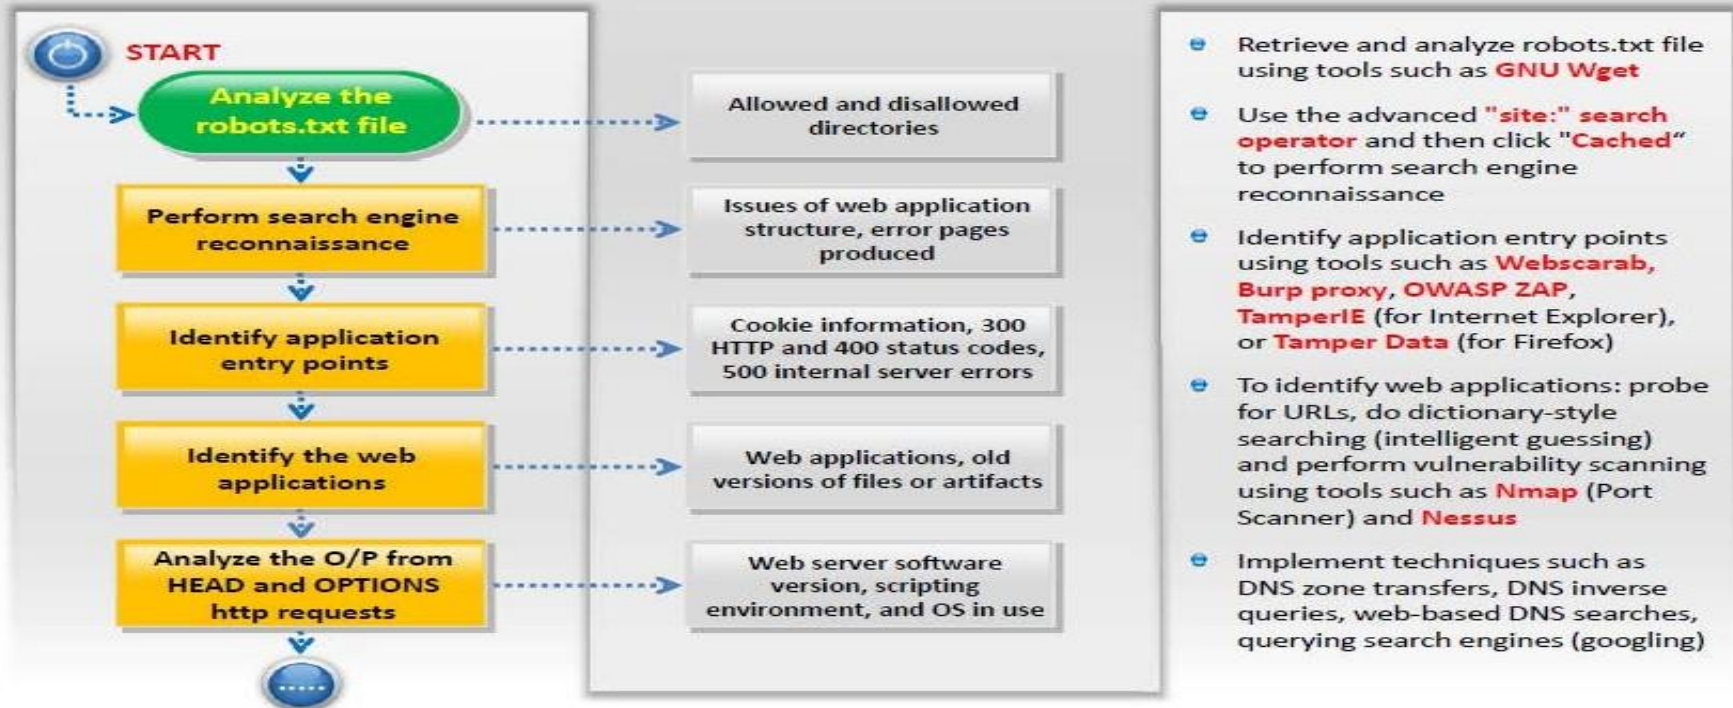 START
Analyze the
robots.txt file
Allowed and disallowed
directories
Perform search engine
reconnaissance
Issues of web application
structure, error pages
produced
Identify application
entry points
Cookie information, 300
HTTP and 400 status codes,
500 internal server errors
Identify the web
applications
Web applications, old
versions of files or artifacts
Analyze the O/P from
HEAD and OPTIONS
http requests
Web server software
version, scripting
environment, and OS in use
.....
Retrieve and analyze robots.txt file
using tools such as GNU Wget
Use the advanced "site:" search
operator and then click "Cached“
to perform search engine
reconnaissance
Identify application entry points
using tools such as Webscarab,
Burp proxy, OWASP ZAP,
TamperIE (for Internet Explorer),
or Tamper Data (for Firefox)
To identify web applications: probe
for URLs, do dictionary-style
searching (intelligent guessing)
and perform vulnerability scanning
using tools such as Nmap (Port
Scanner) and Nessus
Implement techniques such as
DNS zone transfers, DNS inverse
queries, web-based DNS searches,
querying search engines (googling)